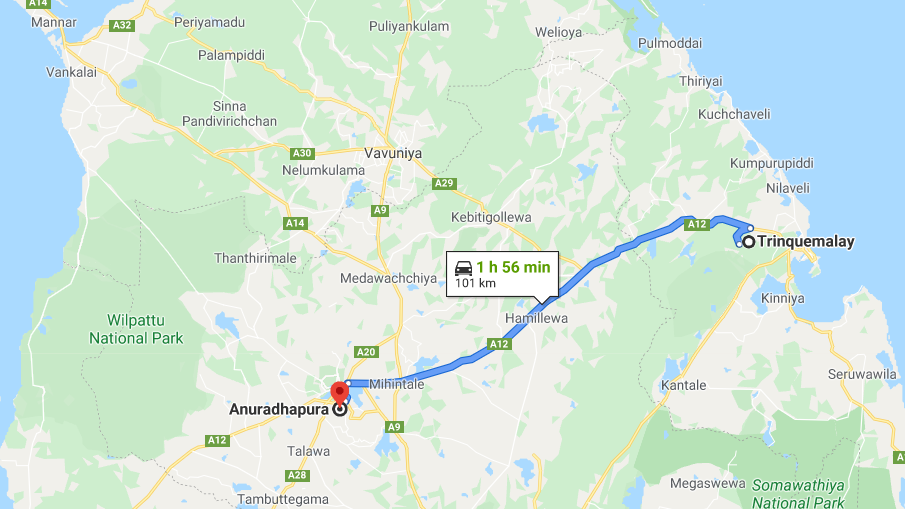 A14
Mannar
A32
Periyamadu
Puliyankulam
Welioya
Pulmoddai
Palampiddi
Vankalai
Thiriyai
Sinna
Pandivirichchan
Kuchchaveli
A30
Vavuniya
Kumpurupiddi
Nelumkulama
A29
Nilaveli
A9
A14
Kebitigollewa
A12
Trinquemalay
Thanthirimale
1 h 56 min
101 km
Medawachchiya
Kinniya
Wilpattu
National Park
Hamillewa
A12
A20
Mihintale
Seruwawila
Kantale
Anuradhapura
A9
A12
Talawa
A
A28
Megaswewa
Somawathiya
National Park
Tambuttegama